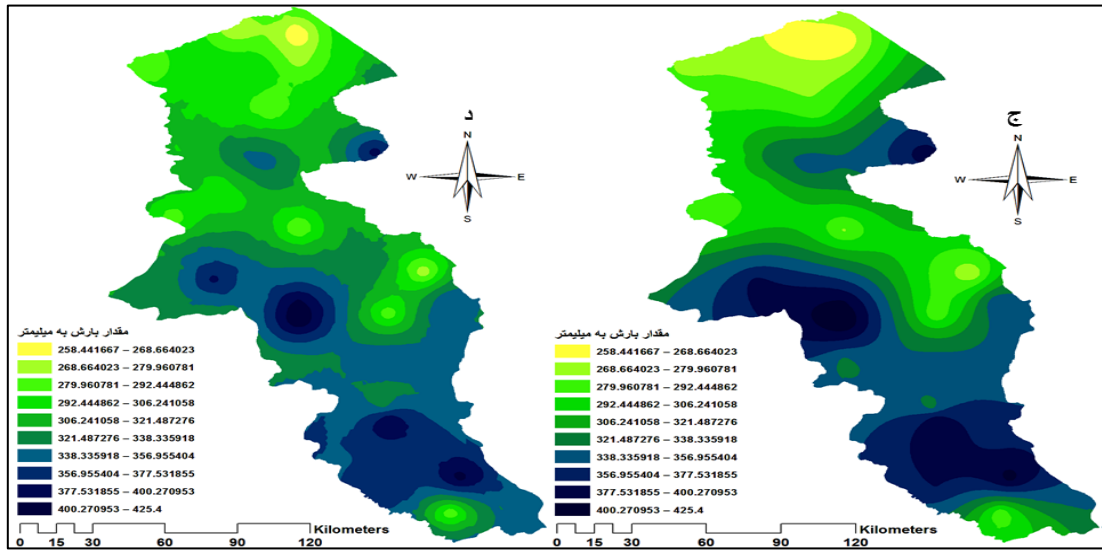 د
N
W E
S
مقدار بارش به میلیمتر
258.441667 – 268.664023
268.664023 – 279.960781
279.960781 – 292.444862
292.444862 – 306.241058
306.241058 – 321.487276
321.487276 – 338.335918
338.335918 – 356.955404
356.955404 – 377.531855
377.531855 – 400.270953
400.270953 – 425.4
Kilometers
0 15 30 60 90 120
ج
N
W E
S
مقدار بارش به میلیمتر
258.441667 – 268.664023
268.664023 – 279.960781
279.960781 – 292.444862
292.444862 – 306.241058
306.241058 – 321.487276
321.487276 – 338.335918
338.335918 – 356.955404
356.955404 – 377.531855
377.531855 – 400.270953
400.270953 – 425.4
Kilometers
0 15 30 60 90 120